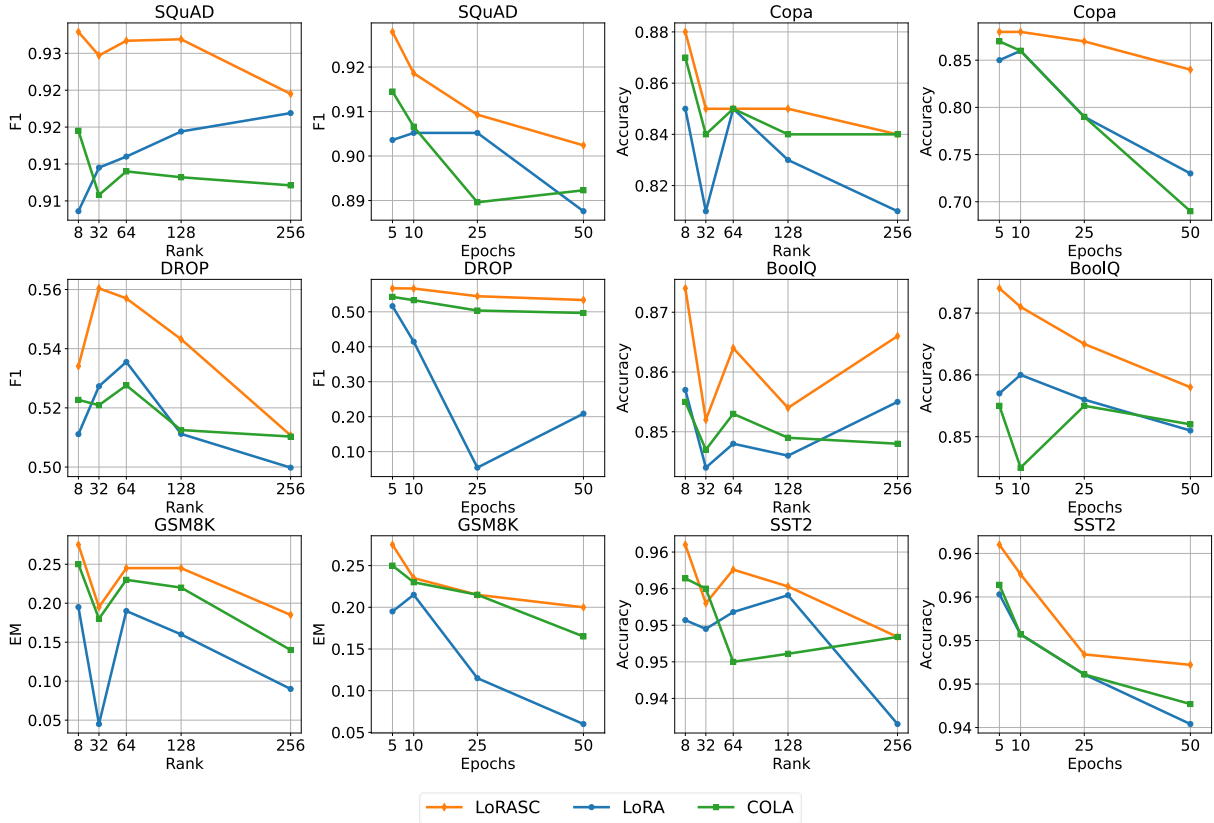 SQuAD
0.93
0.92
0.92
0.91
0.91
F1
8 32 64 128 256
Rank
SQuAD
0.92
0.91
0.90
0.89
F1
5 10 25 50
Epochs
Copa
0.88
0.86
0.84
0.82
Accuracy
8 32 64 128 256
Rank
Copa
0.85
0.80
0.75
0.70
Accuracy
5 10 25 50
Epochs
DROP
0.56
0.54
0.52
0.50
F1
8 32 64 128 256
Rank
DROP
0.50
0.40
0.30
0.20
0.10
F1
5 10 25 50
Epochs
BoolQ
0.87
0.86
0.85
Accuracy
8 32 64 128 256
Rank
BoolQ
0.87
0.86
0.85
Accuracy
5 10 25 50
Epochs
GSM8K
0.25
0.20
0.15
0.10
0.05
EM
8 32 64 128 256
Rank
GSM8K
0.25
0.20
0.15
0.10
0.05
EM
5 10 25 50
Epochs
SST2
0.96
0.96
0.95
0.95
0.94
Accuracy
8 32 64 128 256
Rank
SST2
0.96
0.96
0.95
0.95
0.94
Accuracy
5 10 25 50
Epochs
LoRASC LoRA COLA